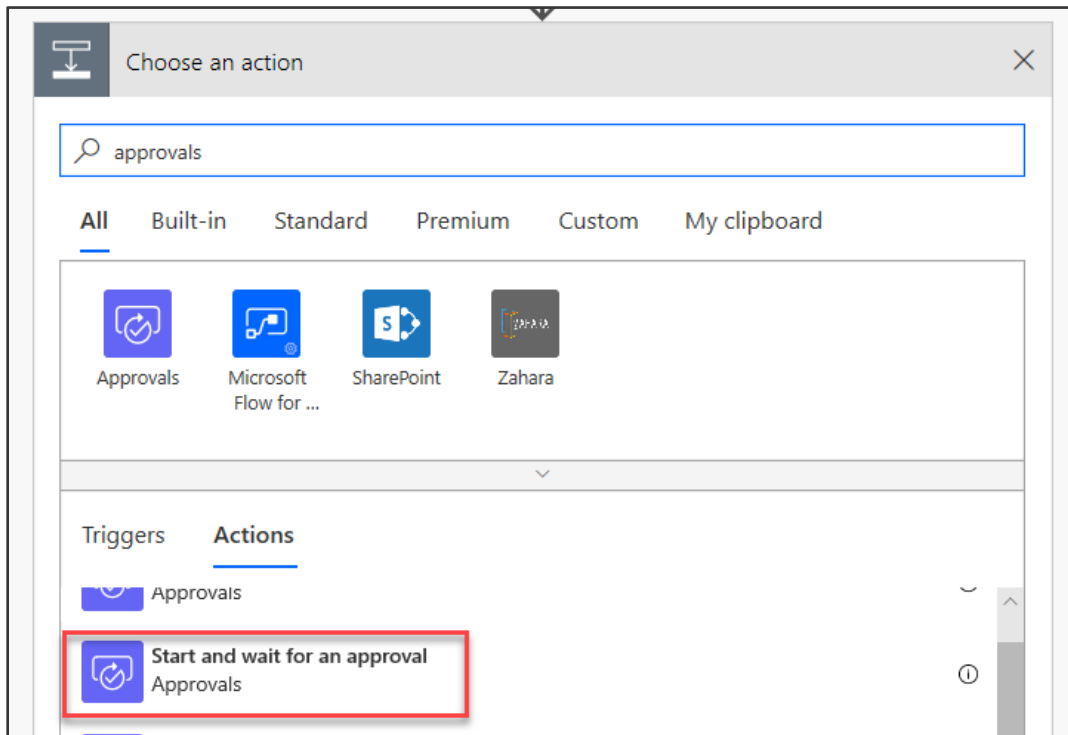 Choose an action
approvals
All Built-in Standard Premium Custom My clipboard
Approvals Microsoft Flow for ... SharePoint Zahara
ZAHARA
Triggers Actions
Approvals
Start and wait for an approval
Approvals